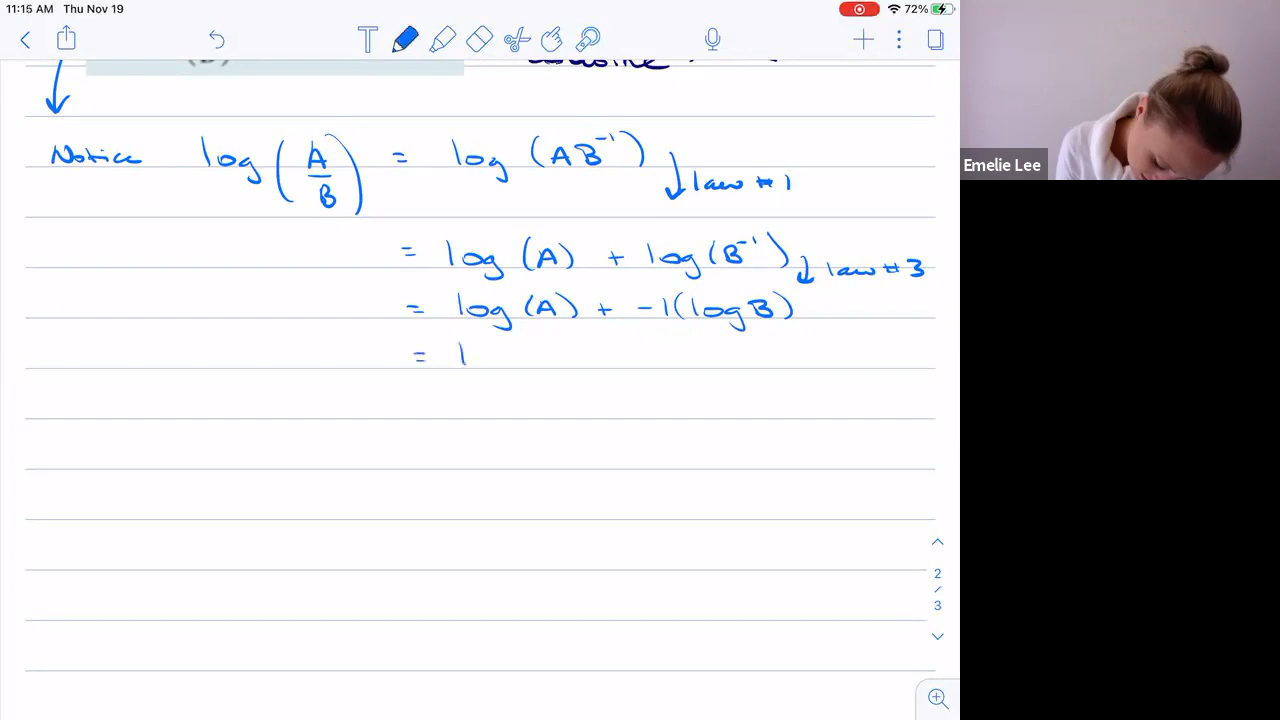 11:15 AM Thu Nov 19
72%
T
Notice log (A/B) = log (AB⁻¹)
↓ law #1
= log (A) + log (B⁻¹)
↓ law #3
= log (A) + -1(log B)
= l
2
/
3
Emelie Lee